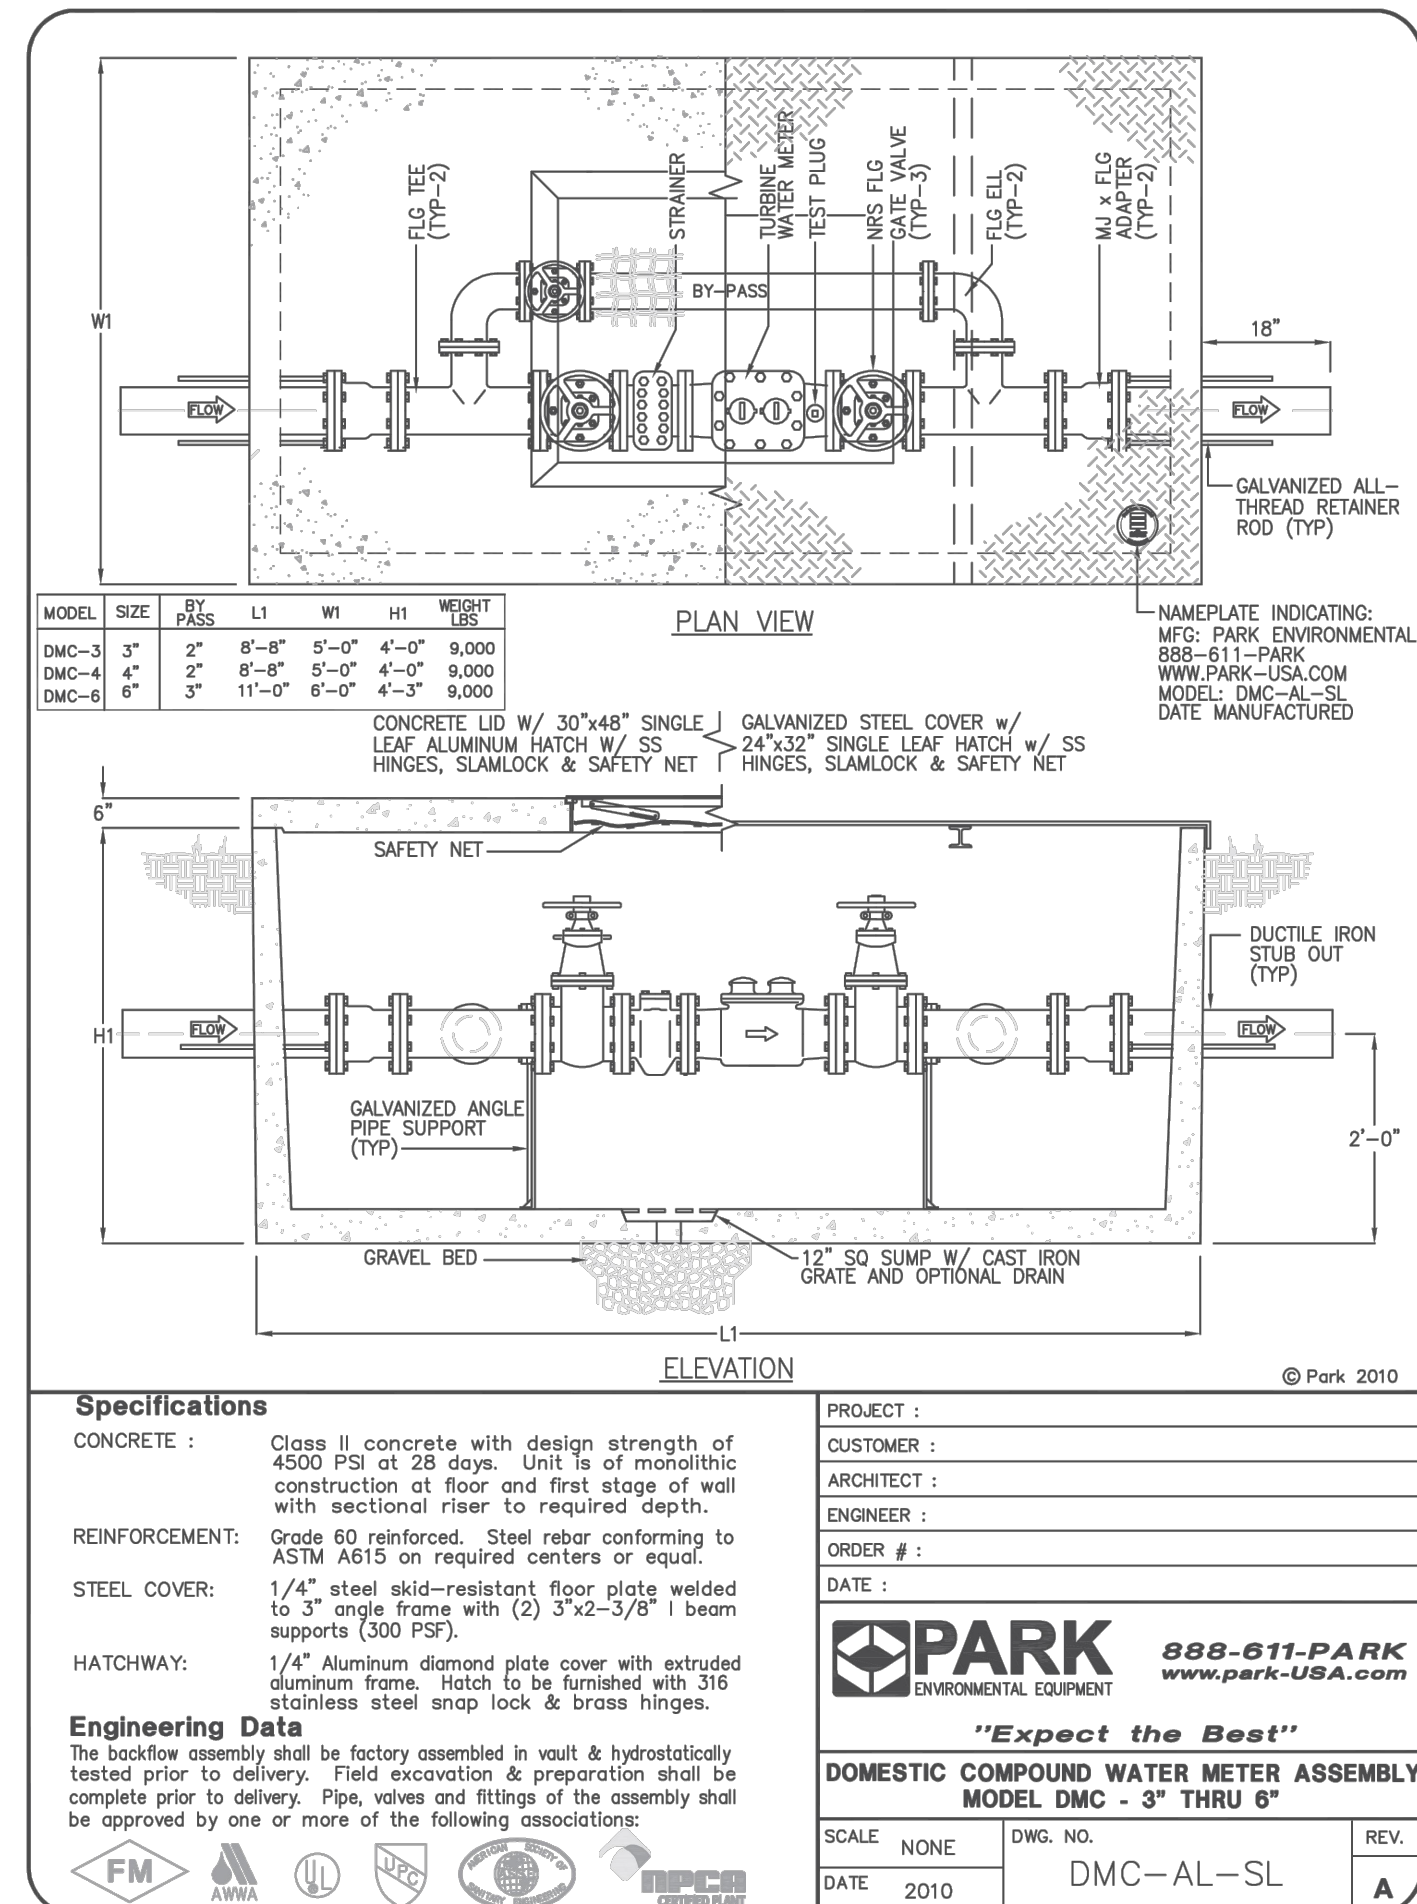 FLG TEE
(TYP-2)
STRAINER
TURBINE
WATER METER
TEST PLUG
NRS FLG
GATE VALVE
(TYP-3)
FLG ELL
(TYP-2)
MJ x FLG
ADAPTER
(TYP-2)
W1
BY-PASS
18"
FLOW
FLOW
GALVANIZED ALL-
THREAD RETAINER
ROD (TYP)
PLAN VIEW
NAMEPLATE INDICATING:
MFG: PARK ENVIRONMENTAL
888-611-PARK
WWW.PARK-USA.COM
MODEL: DMC-AL-SL
DATE MANUFACTURED
MODEL SIZE BY PASS L1 W1 H1 WEIGHT LBS
DMC-3 3" 2" 8'-8" 5'-0" 4'-0" 9,000
DMC-4 4" 2" 8'-8" 5'-0" 4'-0" 9,000
DMC-6 6" 3" 11'-0" 6'-0" 4'-3" 9,000
CONCRETE LID W/ 30"x48" SINGLE
LEAF ALUMINUM HATCH W/ SS
HINGES, SLAMLOCK & SAFETY NET
GALVANIZED STEEL COVER w/
24"x32" SINGLE LEAF HATCH w/ SS
HINGES, SLAMLOCK & SAFETY NET
6"
SAFETY NET
DUCTILE IRON
STUB OUT
(TYP)
H1
FLOW
FLOW
GALVANIZED ANGLE
PIPE SUPPORT
(TYP)
2'-0"
GRAVEL BED
12" SQ SUMP W/ CAST IRON
GRATE AND OPTIONAL DRAIN
L1
ELEVATION
© Park 2010
Specifications
CONCRETE : Class II concrete with design strength of
4500 PSI at 28 days. Unit is of monolithic
construction at floor and first stage of wall
with sectional riser to required depth.
REINFORCEMENT: Grade 60 reinforced. Steel rebar conforming to
ASTM A615 on required centers or equal.
STEEL COVER: 1/4" steel skid-resistant floor plate welded
to 3" angle frame with (2) 3"x2-3/8" I beam
supports (300 PSF).
HATCHWAY: 1/4" Aluminum diamond plate cover with extruded
aluminum frame. Hatch to be furnished with 316
stainless steel snap lock & brass hinges.
Engineering Data
The backflow assembly shall be factory assembled in vault & hydrostatically
tested prior to delivery. Field excavation & preparation shall be
complete prior to delivery. Pipe, valves and fittings of the assembly shall
be approved by one or more of the following associations:
FM
AWWA
UL
UPC
AMERICAN SOCIETY OF
SANITARY ENGINEERING
NPCA
CERTIFIED PLANT
PROJECT :
CUSTOMER :
ARCHITECT :
ENGINEER :
ORDER # :
DATE :
PARK
ENVIRONMENTAL EQUIPMENT
888-611-PARK
www.park-USA.com
"Expect the Best"
DOMESTIC COMPOUND WATER METER ASSEMBLY
MODEL DMC - 3" THRU 6"
SCALE NONE
DWG. NO.
DMC-AL-SL
REV.
A
DATE 2010